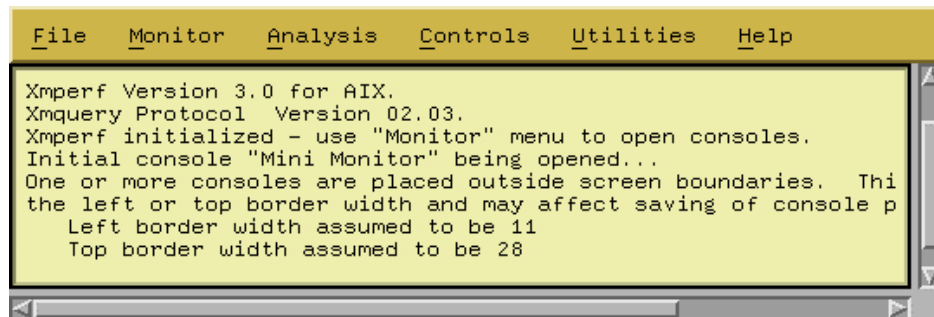 File Monitor Analysis Controls Utilities Help
Xmperf Version 3.0 for AIX.
Xmquery Protocol  Version 02.03.
Xmperf initialized – use "Monitor" menu to open consoles.
Initial console "Mini Monitor" being opened...
One or more consoles are placed outside screen boundaries.  Thi
the left or top border width and may affect saving of console p
   Left border width assumed to be 11
   Top border width assumed to be 28